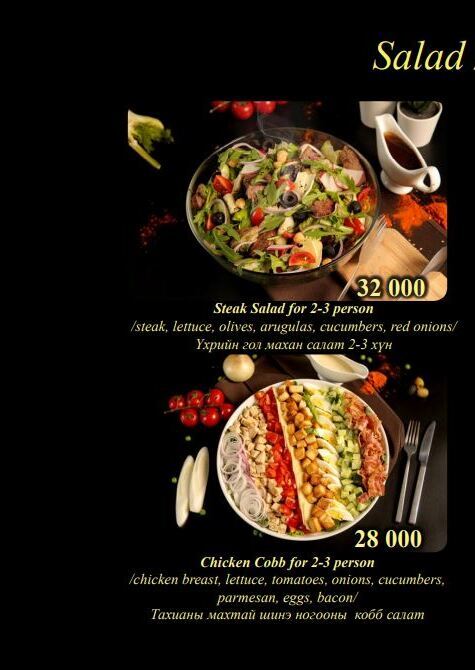 Salad
32 000
Steak Salad for 2-3 person
/steak, lettuce, olives, arugulas, cucumbers, red onions/
Үхрийн гол махан салат 2-3 хүн
28 000
Chicken Cobb for 2-3 person
/chicken breast, lettuce, tomatoes, onions, cucumbers,
parmesan, eggs, bacon/
Тахианы махтай шинэ ногооны кобб салат